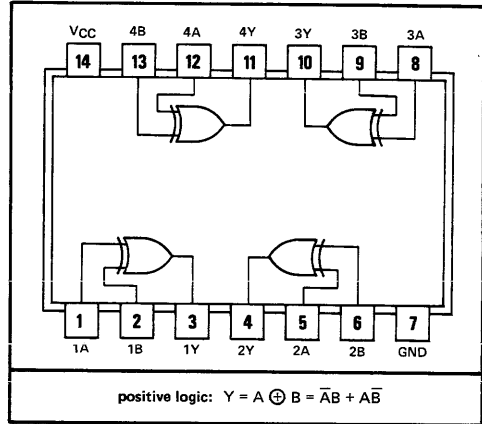 VCC 4B 4A 4Y 3Y 3B 3A
14 13 12 11 10 9 8
1 2 3 4 5 6 7
1A 1B 1Y 2Y 2A 2B GND
positive logic: Y = A ⊕ B = A̅B + AB̅